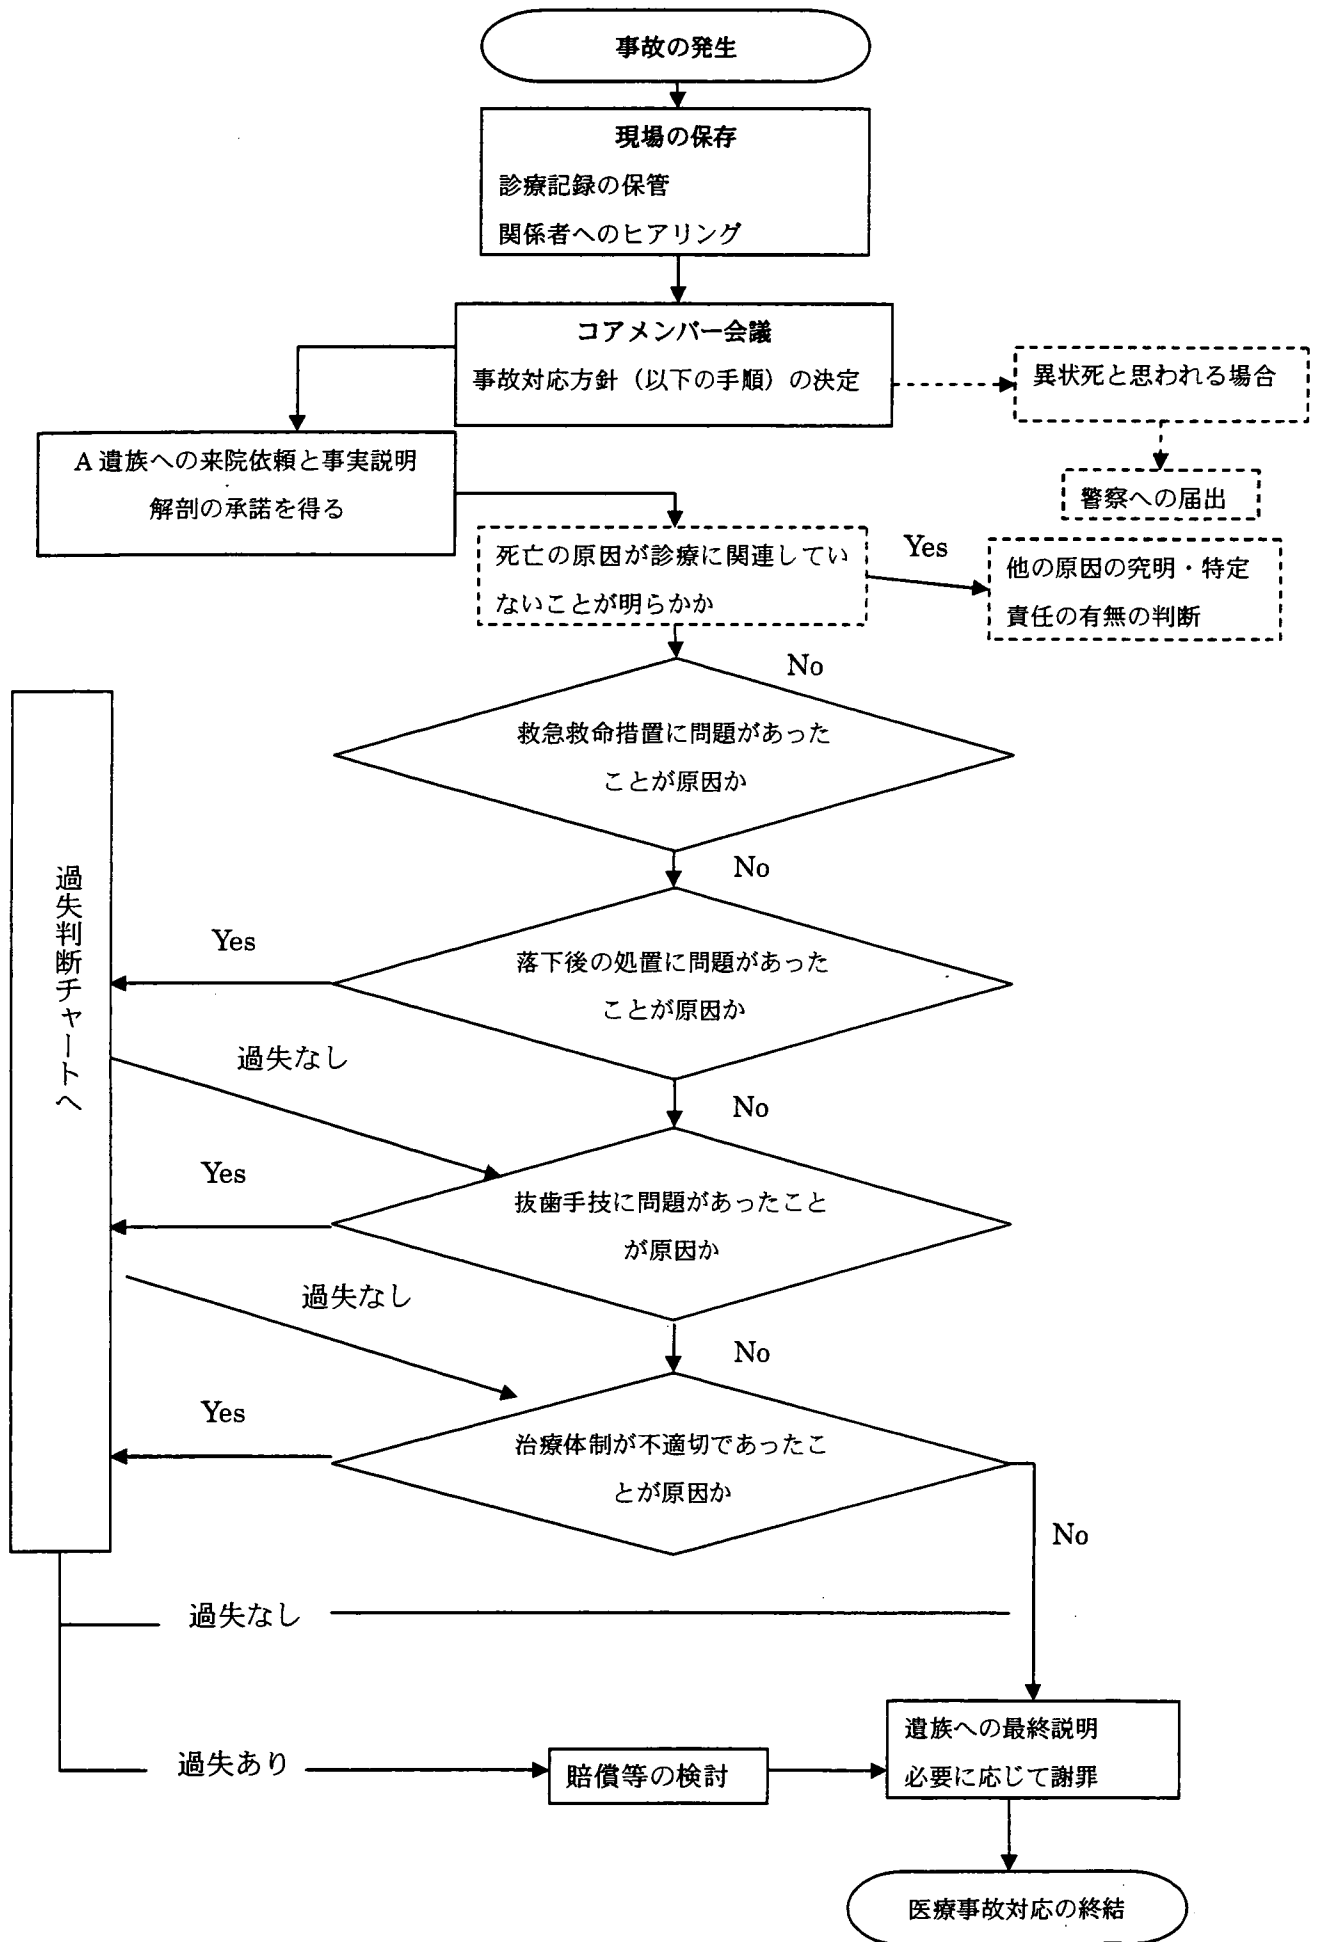 事故の発生
現場の保存
診療記録の保管
関係者へのヒアリング
コアメンバー会議
事故対応方針（以下の手順）の決定
異状死と思われる場合
警察への届出
A 遺族への来院依頼と事実説明
解剖の承諾を得る
死亡の原因が診療に関連してい
ないことが明らかか
Yes
他の原因の究明・特定
責任の有無の判断
No
救急救命措置に問題があった
ことが原因か
No
過失判断チャートへ
Yes
落下後の処置に問題があった
ことが原因か
過失なし
No
Yes
抜歯手技に問題があったこと
が原因か
過失なし
No
Yes
治療体制が不適切であったこ
とが原因か
No
過失なし
過失あり
賠償等の検討
遺族への最終説明
必要に応じて謝罪
医療事故対応の終結